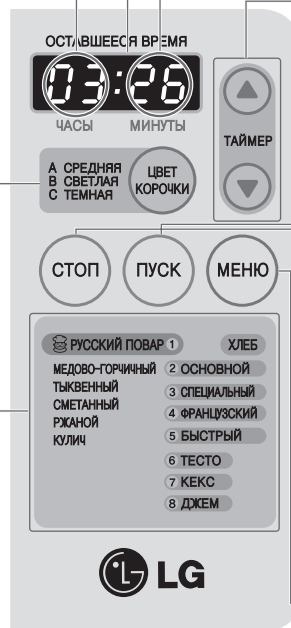 ОСТАВШЕЕСЯ ВРЕМЯ
03:26
ЧАСЫ МИНУТЫ
ТАЙМЕР
A СРЕДНЯЯ
B СВЕТЛАЯ
C ТЕМНАЯ
ЦВЕТ
КОРОЧКИ
СТОП ПУСК МЕНЮ
РУССКИЙ ПОВАР 1 ХЛЕБ
МЕДОВО-ГОРЧИЧНЫЙ 2 ОСНОВНОЙ
ТЫКВЕННЫЙ 3 СПЕЦИАЛЬНЫЙ
СМЕТАННЫЙ 4 ФРАНЦУЗСКИЙ
РЖАНОЙ 5 БЫСТРЫЙ
КУЛИЧ
6 ТЕСТО
7 КЕКС
8 ДЖЕМ
LG